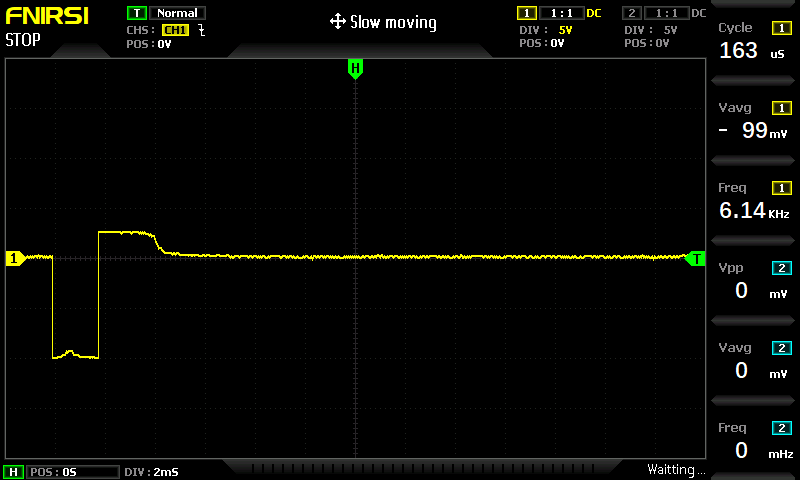 FNIRSI
STOP
T Normal
CHS: CH1
POS: 0V
Slow moving
1 1:1 DC
DIV: 5V
POS: 0V
2 1:1 DC
DIV: 5V
POS: 0V
H
1
T
Cycle 1
163 uS
Vavg 1
- 99 mV
Freq 1
6.14 KHz
Vpp 2
0 mV
Vavg 2
0 mV
Freq 2
0 mHz
H POS: 0S DIV: 2mS
Waitting...